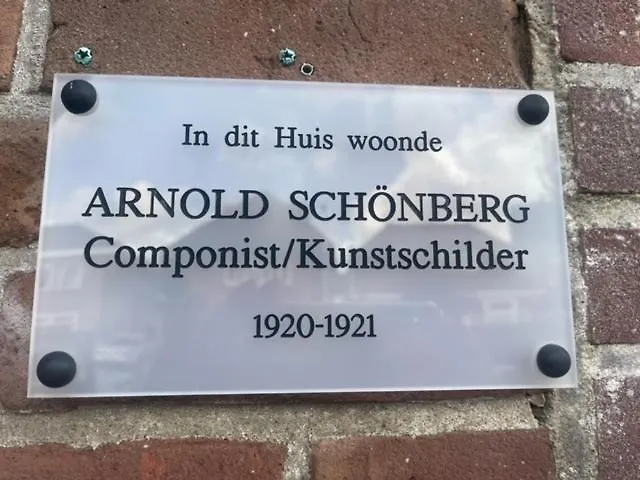 In dit Huis woonde
ARNOLD SCHÖNBERG
Componist/Kunstschilder
1920-1921